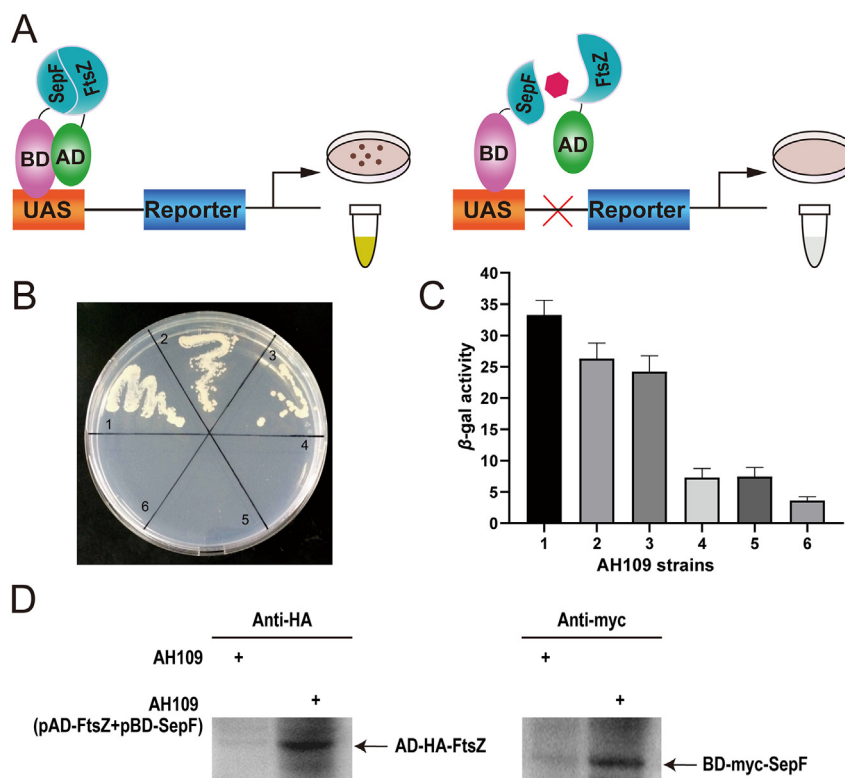 A
SepF
FtsZ
BD
AD
UAS
Reporter
SepF
FtsZ
BD
AD
UAS
Reporter
B
1
2
3
4
5
6
C
β-gal activity
40
35
30
25
20
15
10
5
0
1 2 3 4 5 6
AH109 strains
D
Anti-HA
Anti-myc
AH109
+
+
AH109
(pAD-FtsZ+pBD-SepF)
+
+
AD-HA-FtsZ
BD-myc-SepF